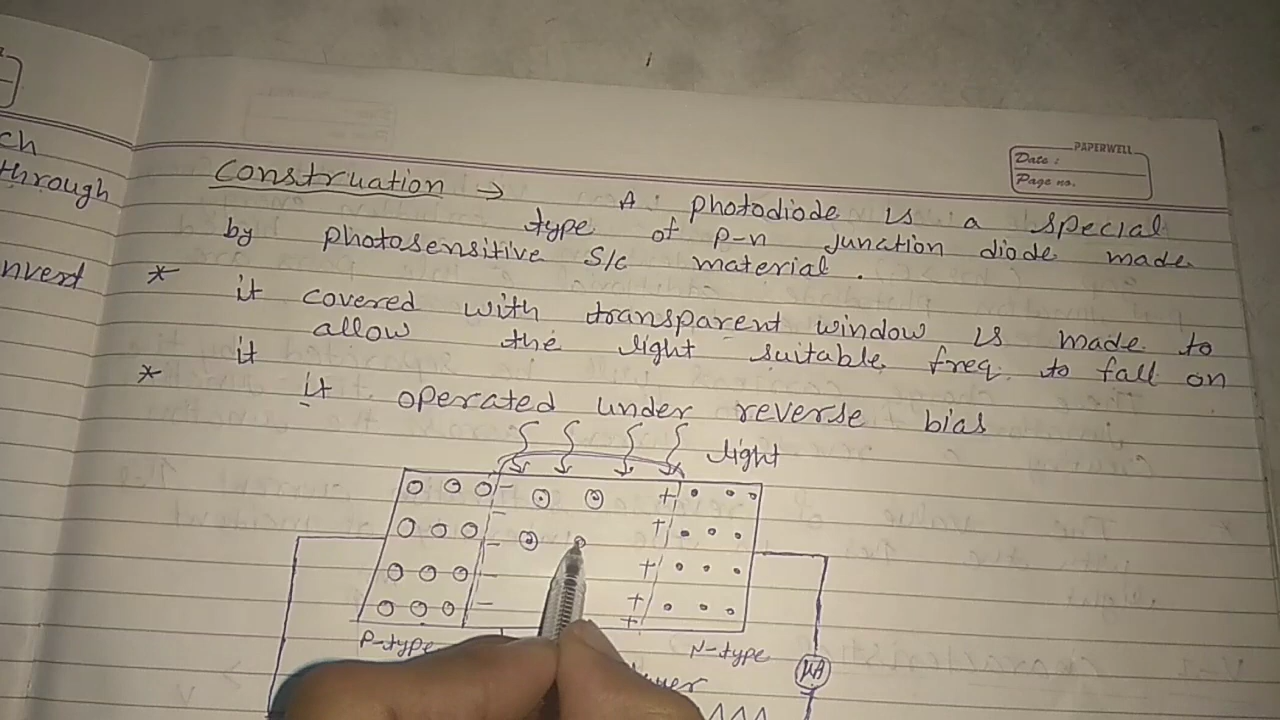 ch
through
nvert
PAPERWELL
Date :
Page no.
Construation → A photodiode is a special
type of p-n junction diode made
by photosensitive s/c material .
* it covered with transparent window is made to
allow the light suitable freq. to fall on
it
* it operated under reverse bias
light
P-type
N-type
μA